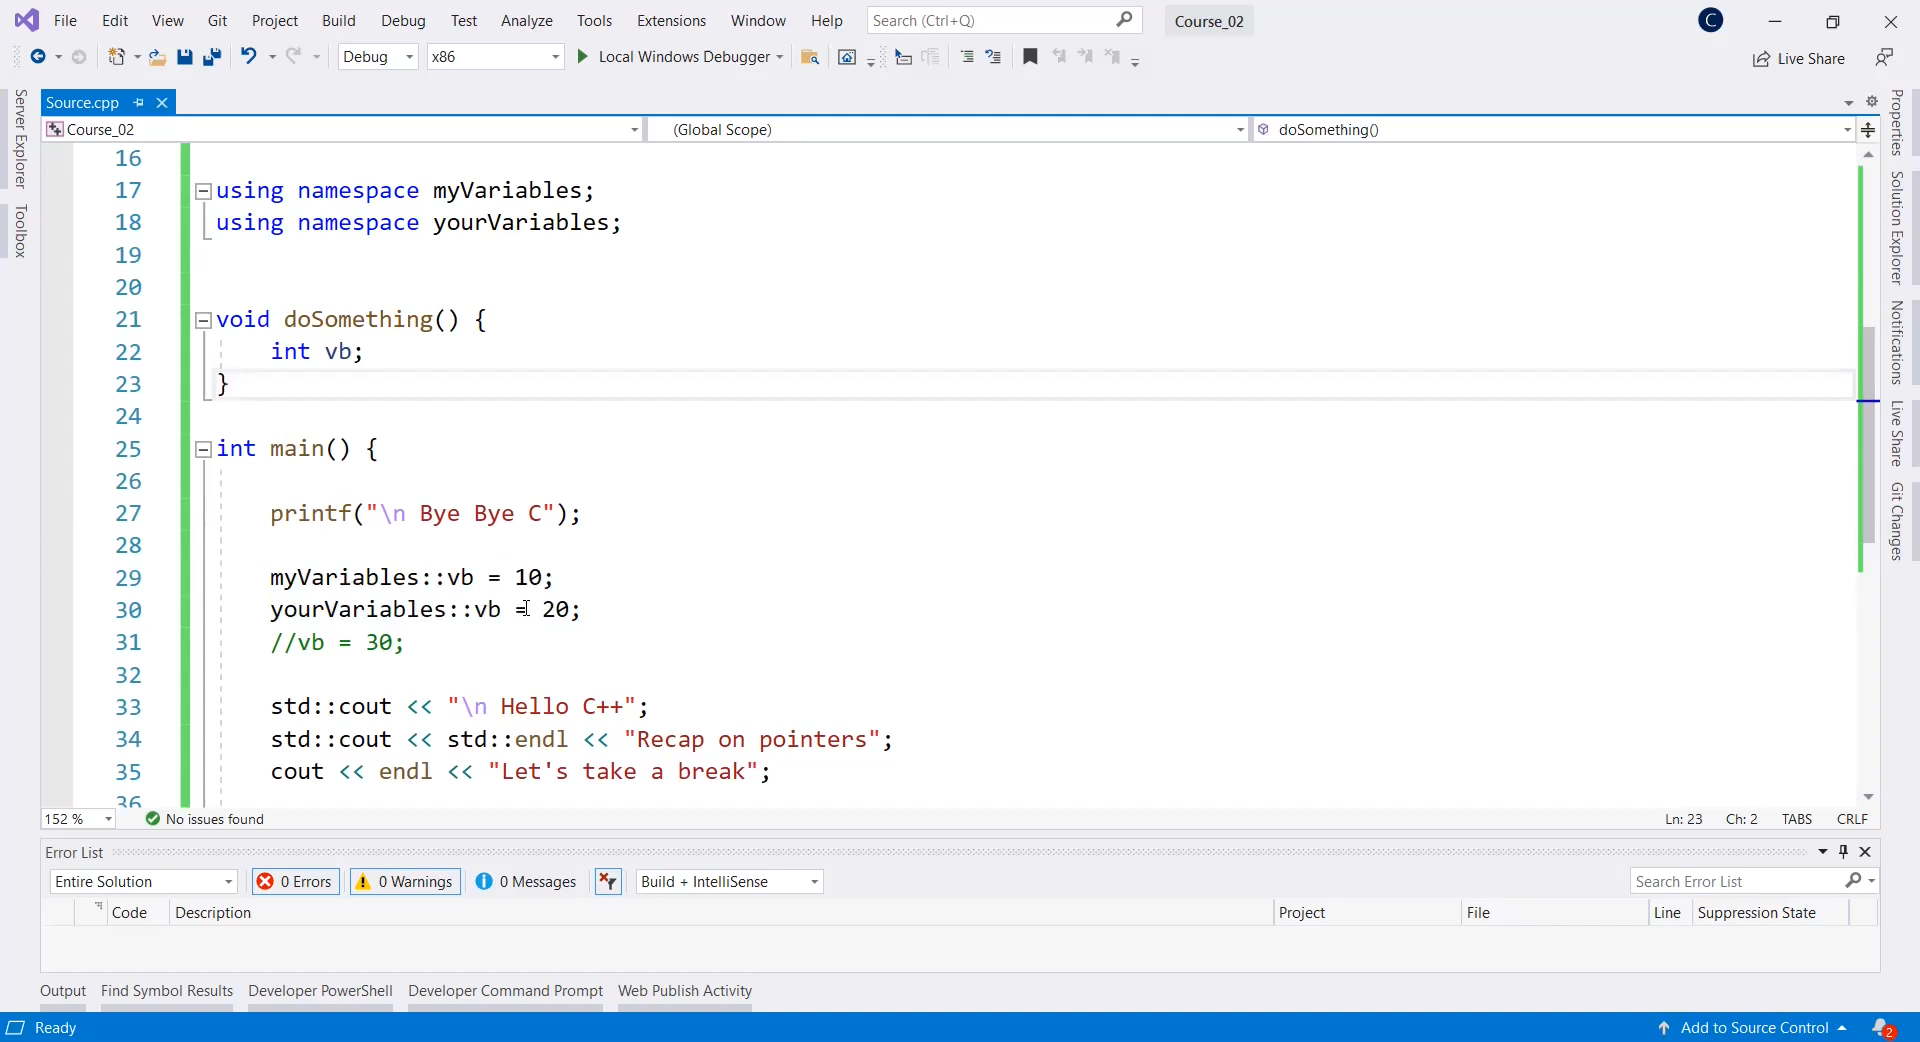 File Edit View Git Project Build Debug Test Analyze Tools Extensions Window Help Search (Ctrl+Q) Course_02 C
Debug x86 Local Windows Debugger Live Share
Source.cpp
Course_02 (Global Scope) doSomething()
16
17 using namespace myVariables;
18 using namespace yourVariables;
19
20
21 void doSomething() {
22 int vb;
23 }
24
25 int main() {
26
27 printf("\n Bye Bye C");
28
29 myVariables::vb = 10;
30 yourVariables::vb = 20;
31 //vb = 30;
32
33 std::cout << "\n Hello C++";
34 std::cout << std::endl << "Recap on pointers";
35 cout << endl << "Let's take a break";
36
152 % No issues found Ln: 23 Ch: 2 TABS CRLF
Error List
Entire Solution 0 Errors 0 Warnings 0 Messages Build + IntelliSense Search Error List
Code Description Project File Line Suppression State
Output Find Symbol Results Developer PowerShell Developer Command Prompt Web Publish Activity
Ready Add to Source Control 2
Server Explorer
Toolbox
Properties
Solution Explorer
Notifications
Live Share
Git Changes